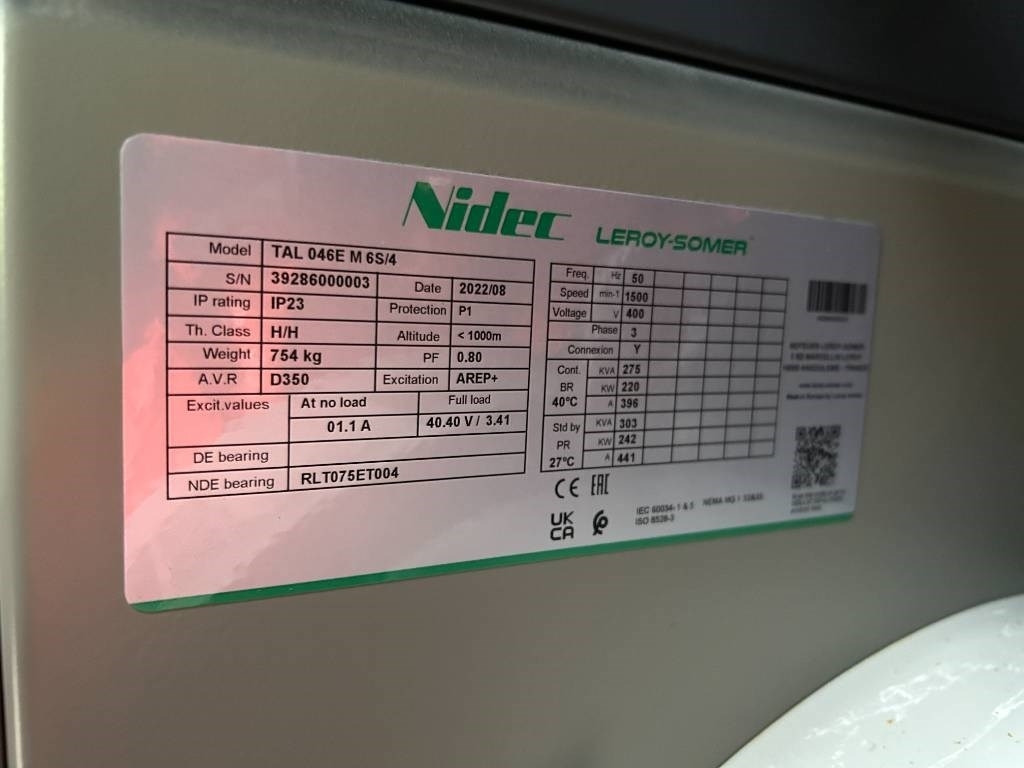 Nidec LEROY-SOMER
Model TAL 046E M 6S/4
S/N 39286000003 Date 2022/08
IP rating IP23 Protection P1
Th. Class H/H Altitude < 1000m
Weight 754 kg PF 0.80
A.V.R D350 Excitation AREP+
Excit.values At no load Full load
01.1 A 40.40 V / 3.41
DE bearing
NDE bearing RLT075ET004
Freq. Hz 50
Speed min-1 1500
Voltage V 400
Phase 3
Connexion Y
Cont. KVA 275
BR KW 220
40°C A 396
Std by KVA 303
PR KW 242
27°C A 441
CE EAC
UK
CA
IEC 60034- 1 & 5 NEMA MG 1
ISO 8528-3